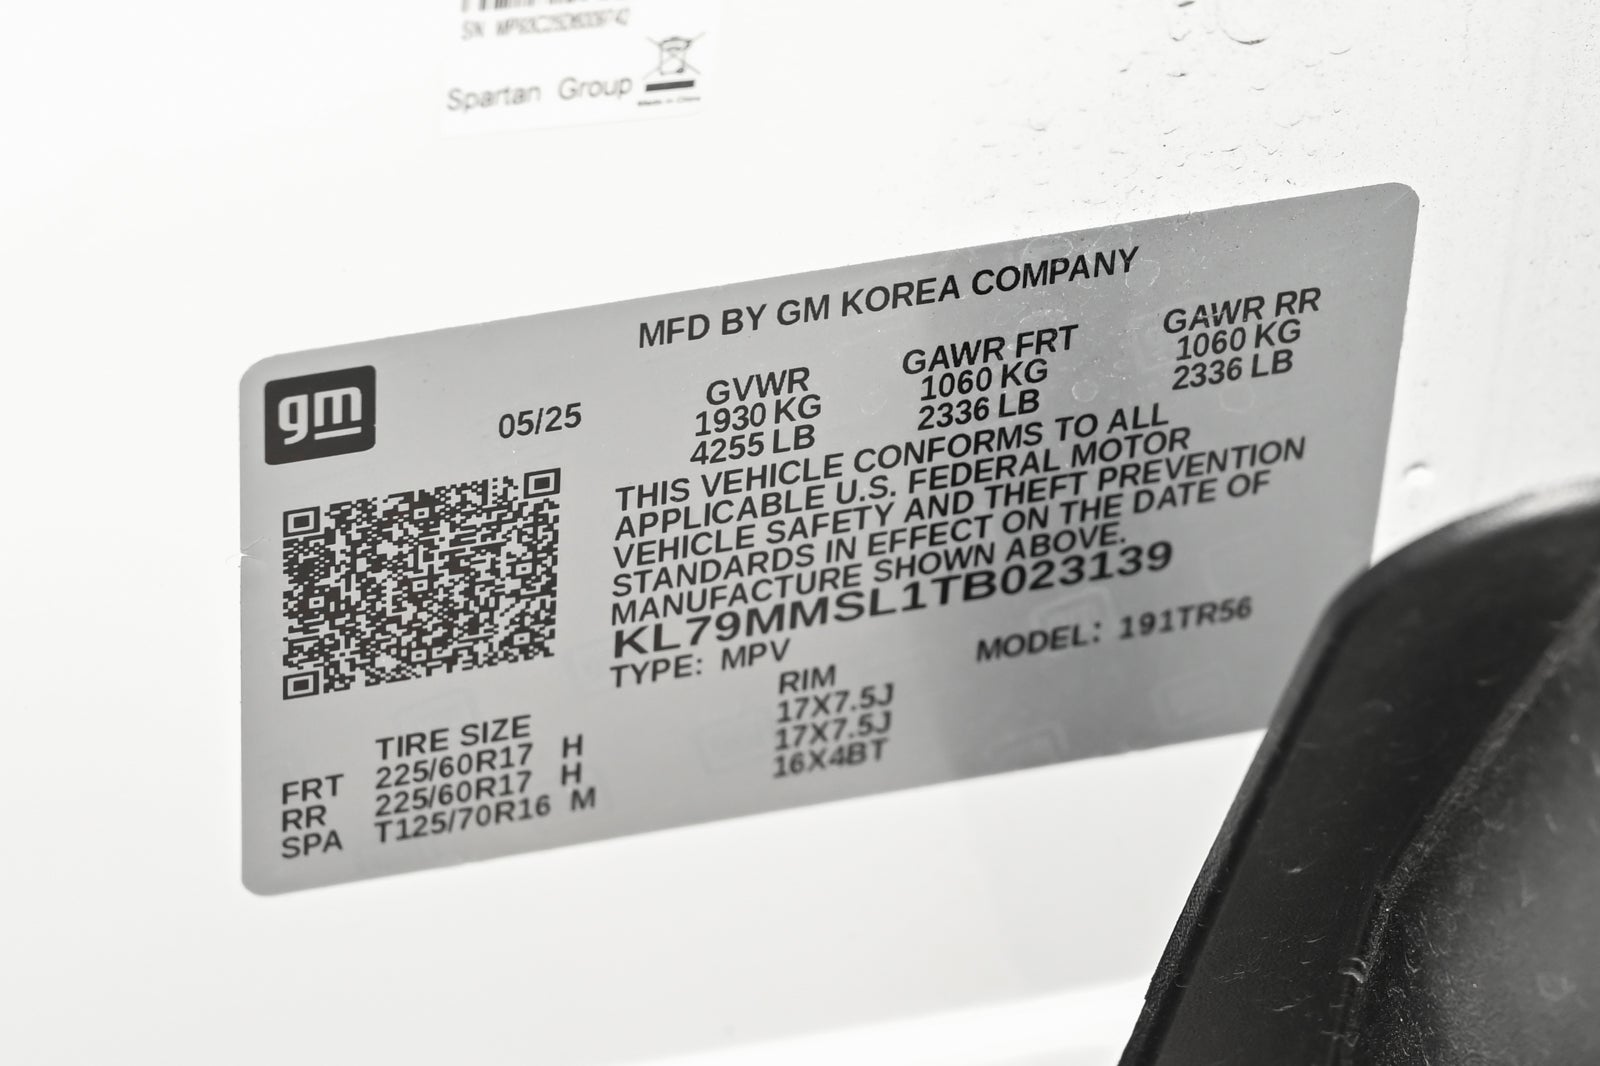 Spartan Group
MFD BY GM KOREA COMPANY
gm
05/25
GVWR
1930 KG
4255 LB
GAWR FRT
1060 KG
2336 LB
GAWR RR
1060 KG
2336 LB
THIS VEHICLE CONFORMS TO ALL
APPLICABLE U.S. FEDERAL MOTOR
VEHICLE SAFETY AND THEFT PREVENTION
STANDARDS IN EFFECT ON THE DATE OF
MANUFACTURE SHOWN ABOVE.
KL79MMSL1TB023139
TYPE: MPV
MODEL: 191TR56
TIRE SIZE
RIM
FRT 225/60R17 H 17X7.5J
RR 225/60R17 H 17X7.5J
SPA T125/70R16 M 16X4BT